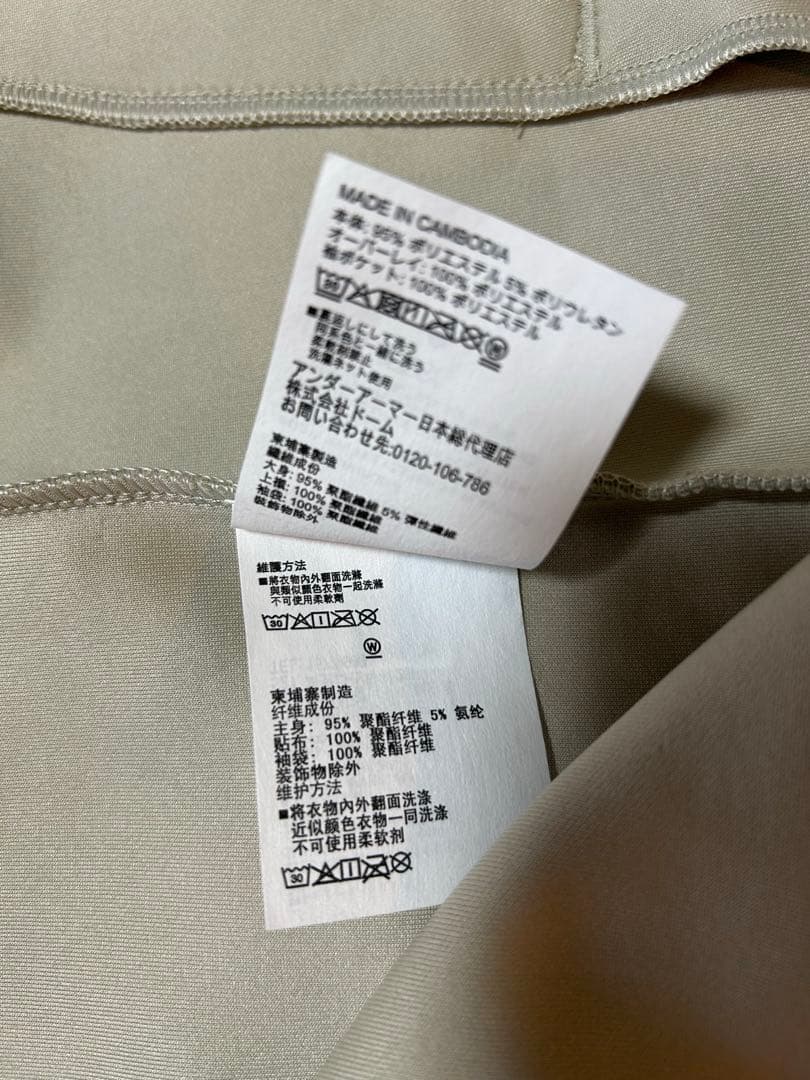 MADE IN CAMBODIA
本体: 95% ポリエステル 5% ポリウレタン
オーバーレイ: 100% ポリエステル
袖ポケット: 100% ポリエステル
30
W
■裏返しにして洗う
同系色と一緒に洗う
柔軟剤禁止
洗濯ネット使用
アンダーアーマー日本総代理店
株式会社ドーム
お問い合わせ先:0120-106-786
柬埔寨製造
纖維成份
大身: 95% 聚酯纖維 5% 彈性纖維
上襬: 100% 聚酯纖維
袖袋: 100% 聚酯纖維
裝飾物除外
維護方法
■將衣物內外翻面洗滌
與類似顏色衣物一起洗滌
不可使用柔軟劑
30
W
柬埔寨制造
纤维成份
主身: 95% 聚酯纤维 5% 氨纶
贴布: 100% 聚酯纤维
袖袋: 100% 聚酯纤维
装饰物除外
维护方法
■将衣物内外翻面洗涤
近似颜色衣物一同洗涤
不可使用柔软剂
30